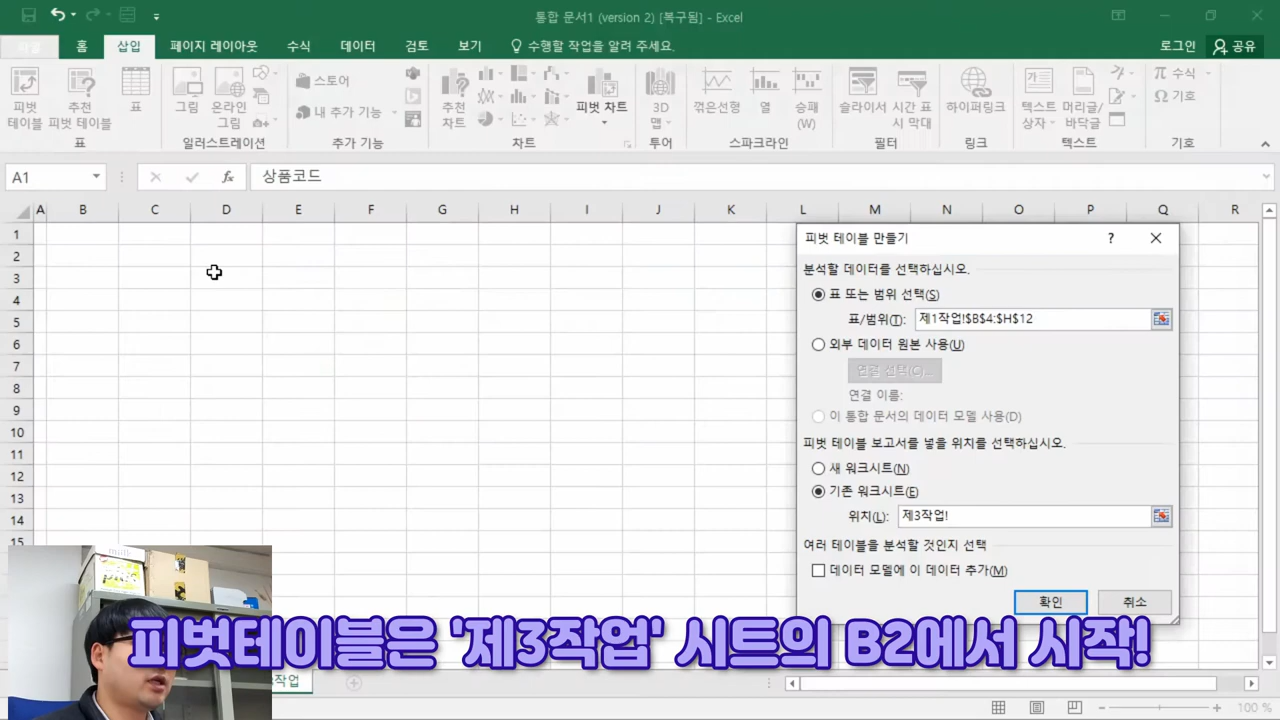 통합 문서1 (version 2) [복구됨] - Excel
홈 삽입 페이지 레이아웃 수식 데이터 검토 보기 수행할 작업을 알려 주세요. 로그인 공유
피벗 테이블 추천 피벗 테이블 표 그림 온라인 그림 스토어 내 추가 기능 추천 차트 피벗 차트 3D 맵 꺾은선형 열 승패 (W) 슬라이서 시간 표시 막대 하이퍼링크 텍스트 상자 머리글/바닥글 수식 기호
표 일러스트레이션 추가 기능 차트 투어 스파크라인 필터 링크 텍스트 기호
A1 fx 상품코드
A B C D E F G H I J K L M N O P Q R
1
2
3
4
5
6
7
8
9
10
11
12
13
14
15
피벗 테이블 만들기 ?
분석할 데이터를 선택하십시오.
표 또는 범위 선택(S)
표/범위(T): 제1작업!$B$4:$H$12
외부 데이터 원본 사용(U)
연결 선택(C)...
연결 이름:
이 통합 문서의 데이터 모델 사용(D)
피벗 테이블 보고서를 넣을 위치를 선택하십시오.
새 워크시트(N)
기존 워크시트(E)
위치(L): 제3작업!
여러 테이블을 분석할 것인지 선택
데이터 모델에 이 데이터 추가(M)
확인 취소
피벗테이블은 '제3작업' 시트의 B2에서 시작!
작업
100 %